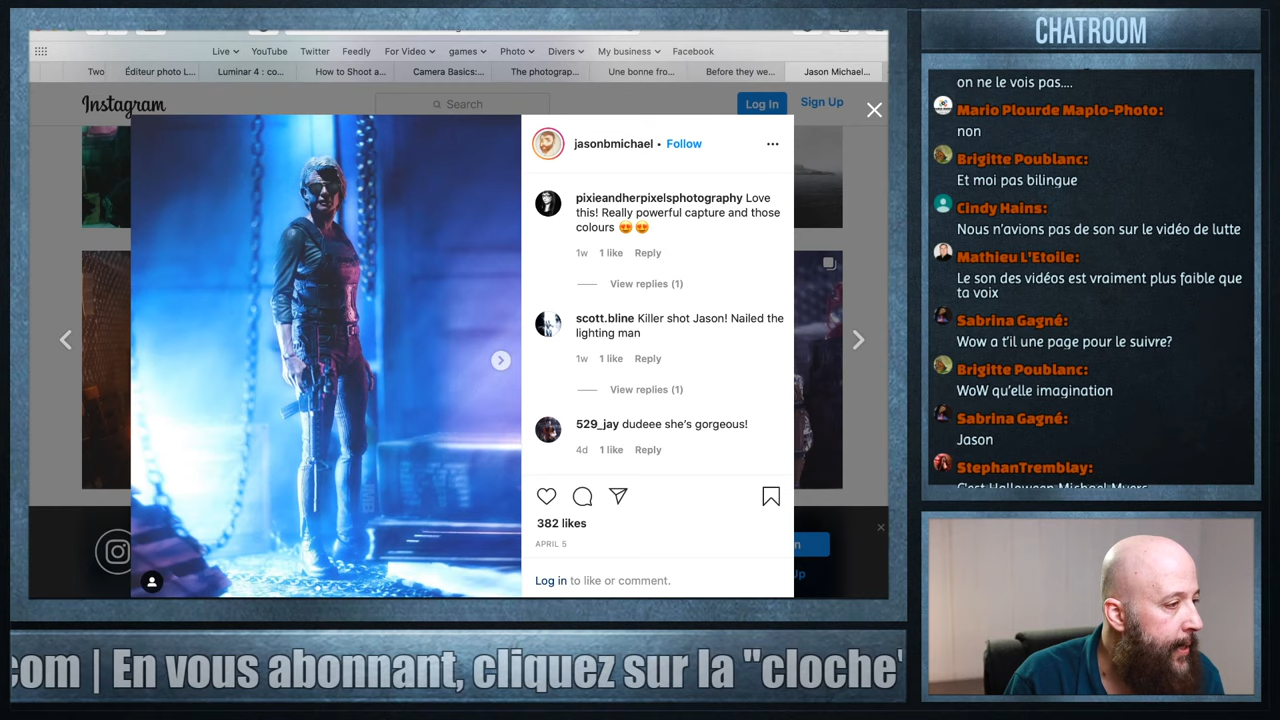 Live YouTube Twitter Feedly For Video games Photo Divers My business Facebook
Two Éditeur photo L... Luminar 4 : co... How to Shoot a... Camera Basics:... The photograp... Une bonne fro... Before they we... Jason Michael...
Instagram Search Log In Sign Up
jasonbmichael • Follow
pixieandherpixelsphotography Love
this! Really powerful capture and those
colours 😍 😍
1w 1 like Reply
View replies (1)
scott.bline Killer shot Jason! Nailed the
lighting man
1w 1 like Reply
View replies (1)
529_jay dudeee she's gorgeous!
4d 1 like Reply
382 likes
APRIL 5
Log in to like or comment.
com | En vous abonnant, cliquez sur la "cloche"
CHATROOM
on ne le vois pas....
Mario Plourde Maplo-Photo:
non
Brigitte Poublanc:
Et moi pas bilingue
Cindy Hains:
Nous n'avions pas de son sur le vidéo de lutte
Mathieu L'Etoile:
Le son des vidéos est vraiment plus faible que
ta voix
Sabrina Gagné:
Wow a t'il une page pour le suivre?
Brigitte Poublanc:
WoW qu'elle imagination
Sabrina Gagné:
Jason
StephanTremblay:
C'est Halloween Michael Myers